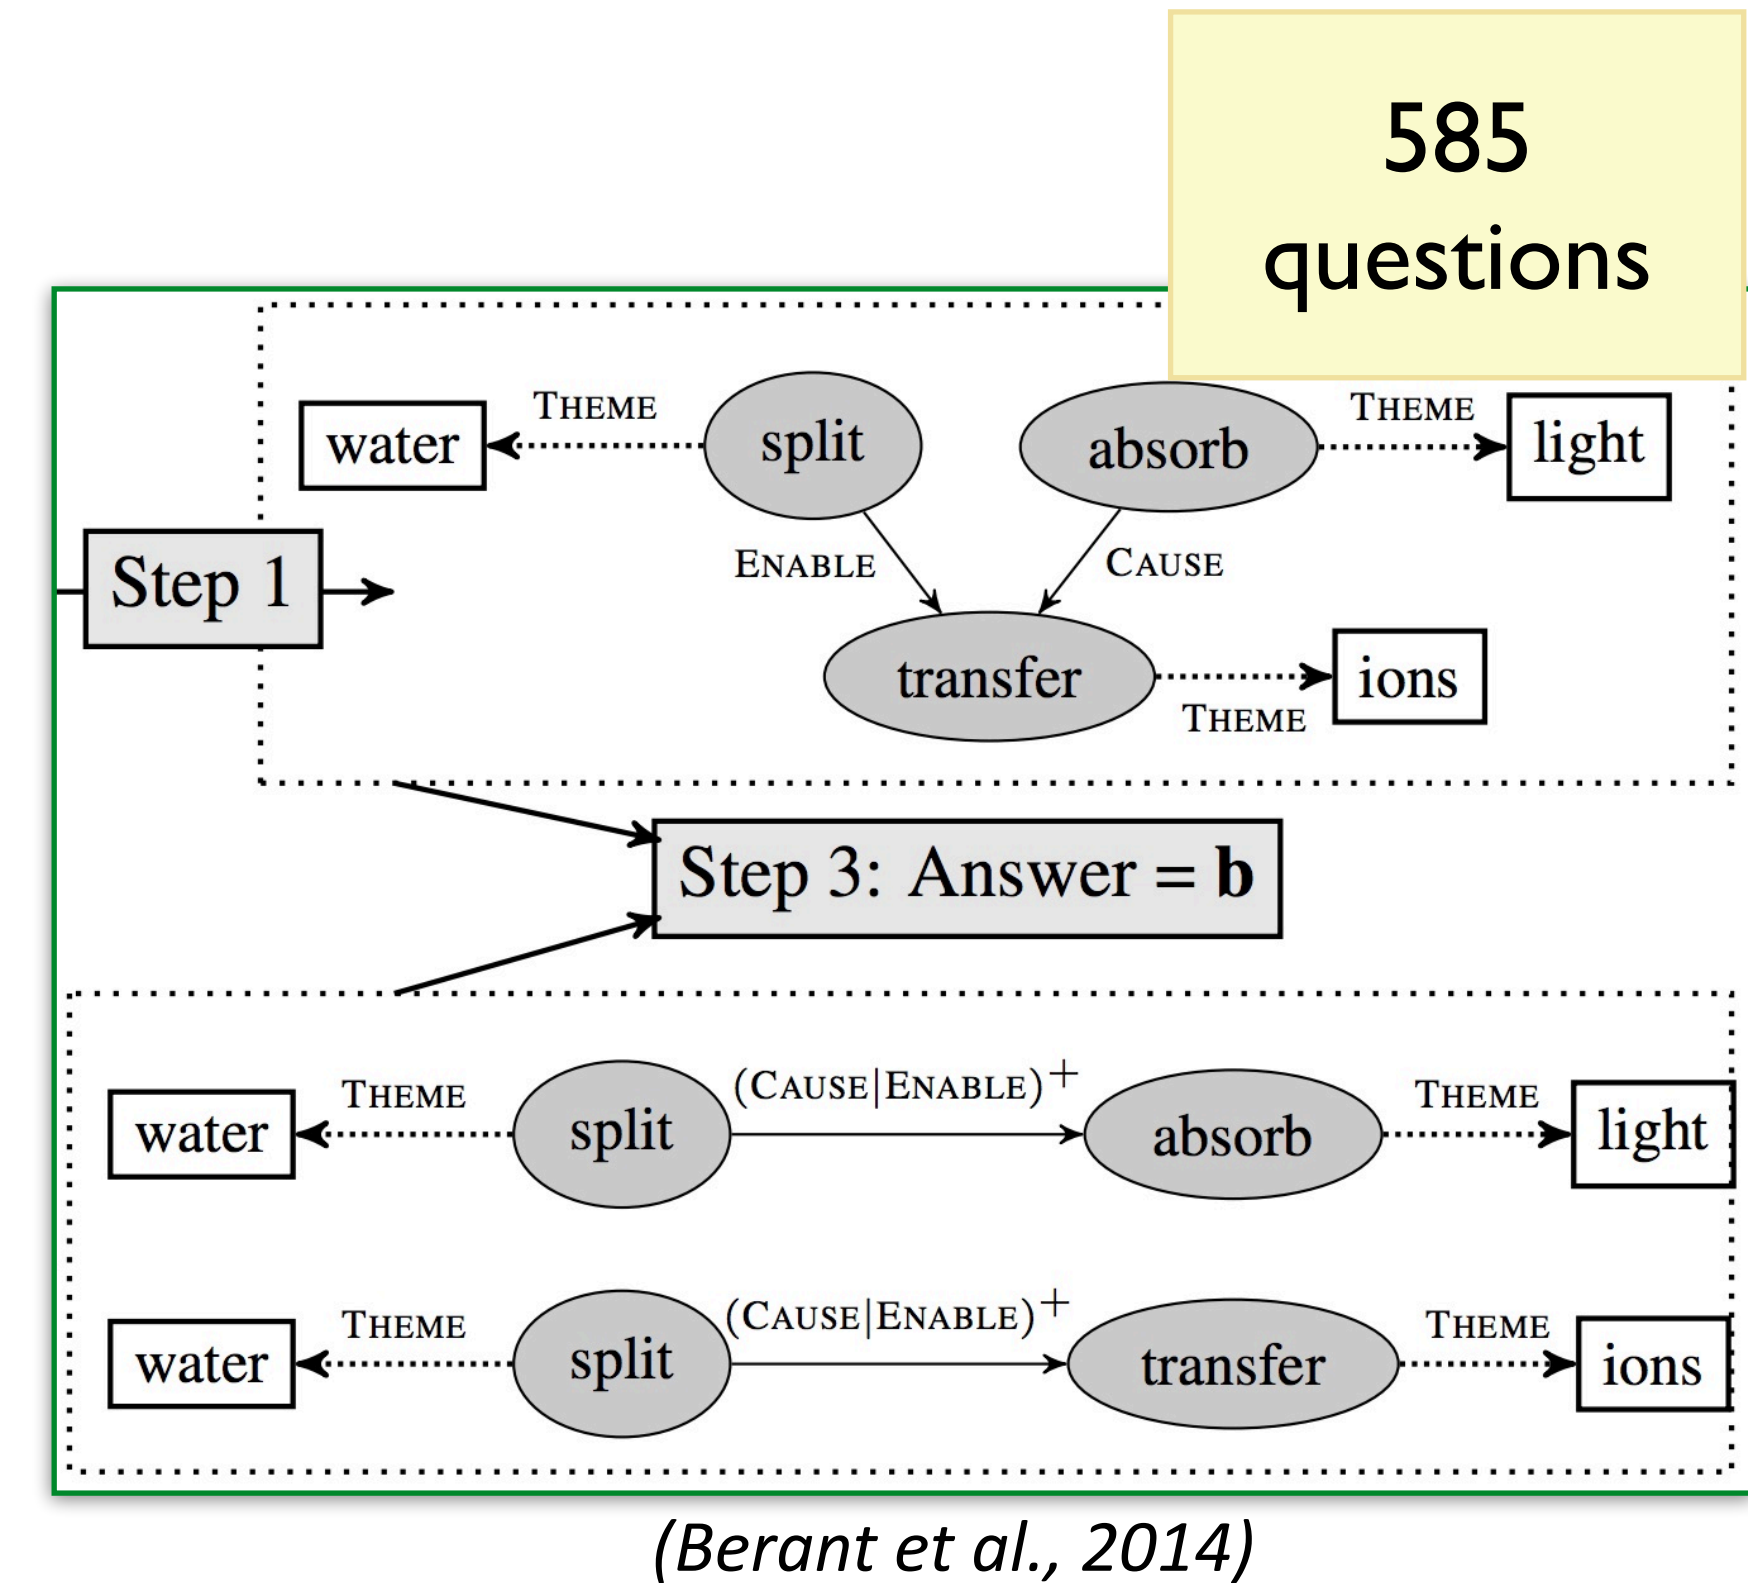 585
questions
THEME
THEME
water
split
absorb
light
ENABLE
CAUSE
Step 1
transfer
ions
THEME
Step 3: Answer = b
(CAUSE|ENABLE)+
THEME
THEME
water
split
absorb
light
(CAUSE|ENABLE)+
THEME
THEME
water
split
transfer
ions
(Berant et al., 2014)